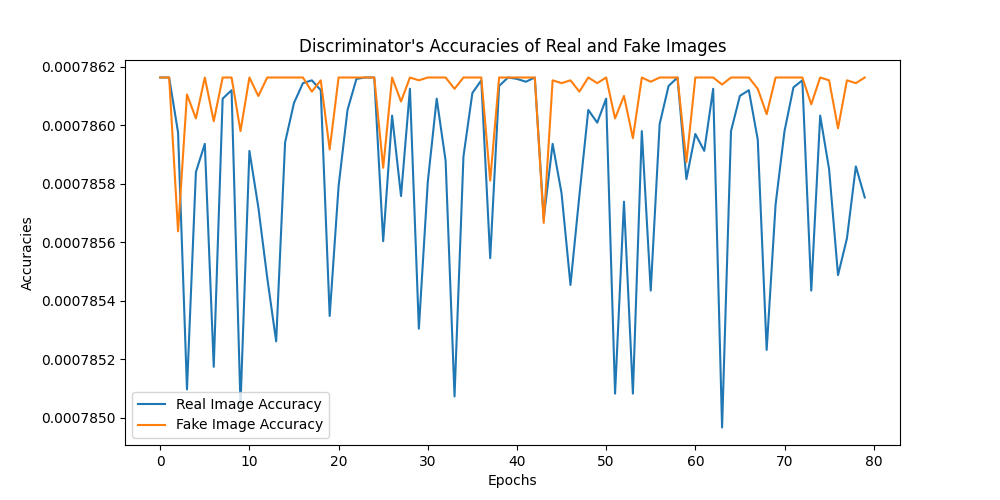 Discriminator's Accuracies of Real and Fake Images
Accuracies
0.0007862
0.0007860
0.0007858
0.0007856
0.0007854
0.0007852
0.0007850
Real Image Accuracy
Fake Image Accuracy
0 10 20 30 40 50 60 70 80
Epochs